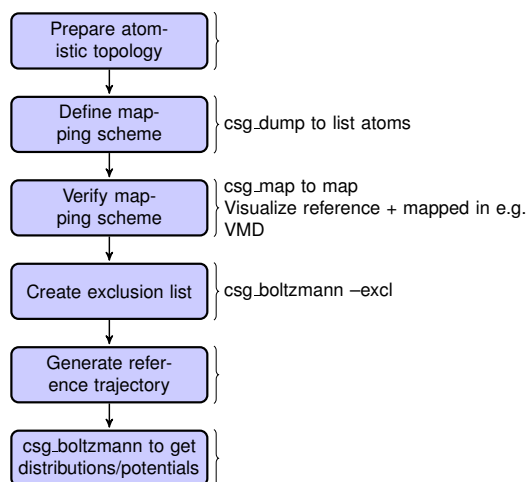 Prepare atom-
istic topology
Define map-
ping scheme
csg_dump to list atoms
Verify map-
ping scheme
csg_map to map
Visualize reference + mapped in e.g.
VMD
Create exclusion list
csg_boltzmann –excl
Generate refer-
ence trajectory
csg_boltzmann to get
distributions/potentials